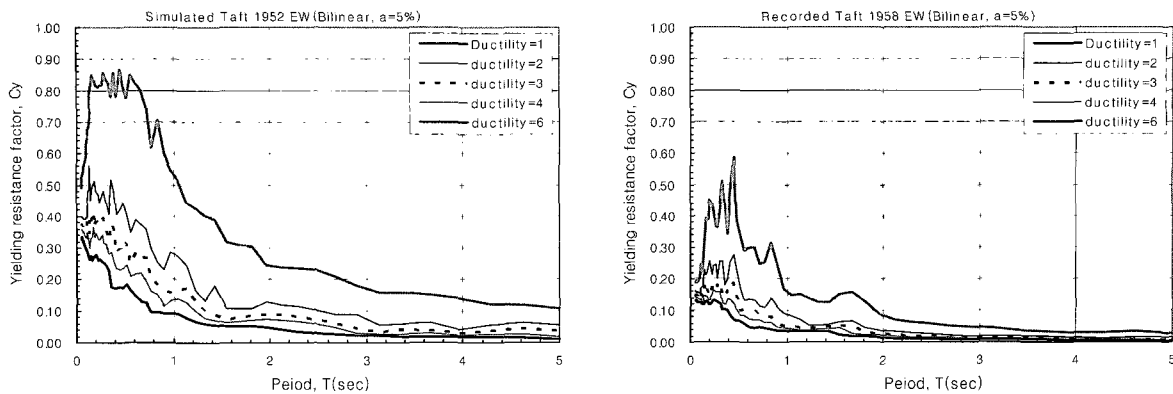 Simulated Taft 1952 EW(Bilinear, a=5%)
Yielding resistance factor, Cy
1.00
0.90
0.80
0.70
0.60
0.50
0.40
0.30
0.20
0.10
0.00
Ductility=1
ductility=2
ductility=3
ductility=4
ductility=6
0 1 2 3 4 5
Peiod, T(sec)
Recorded Taft 1958 EW(Bilinear, a=5%)
Yielding resistance factor, Cy
1.00
0.90
0.80
0.70
0.60
0.50
0.40
0.30
0.20
0.10
0.00
Ductility=1
ductility=2
ductility=3
ductility=4
ductility=6
0 1 2 3 4 5
Peiod, T(sec)